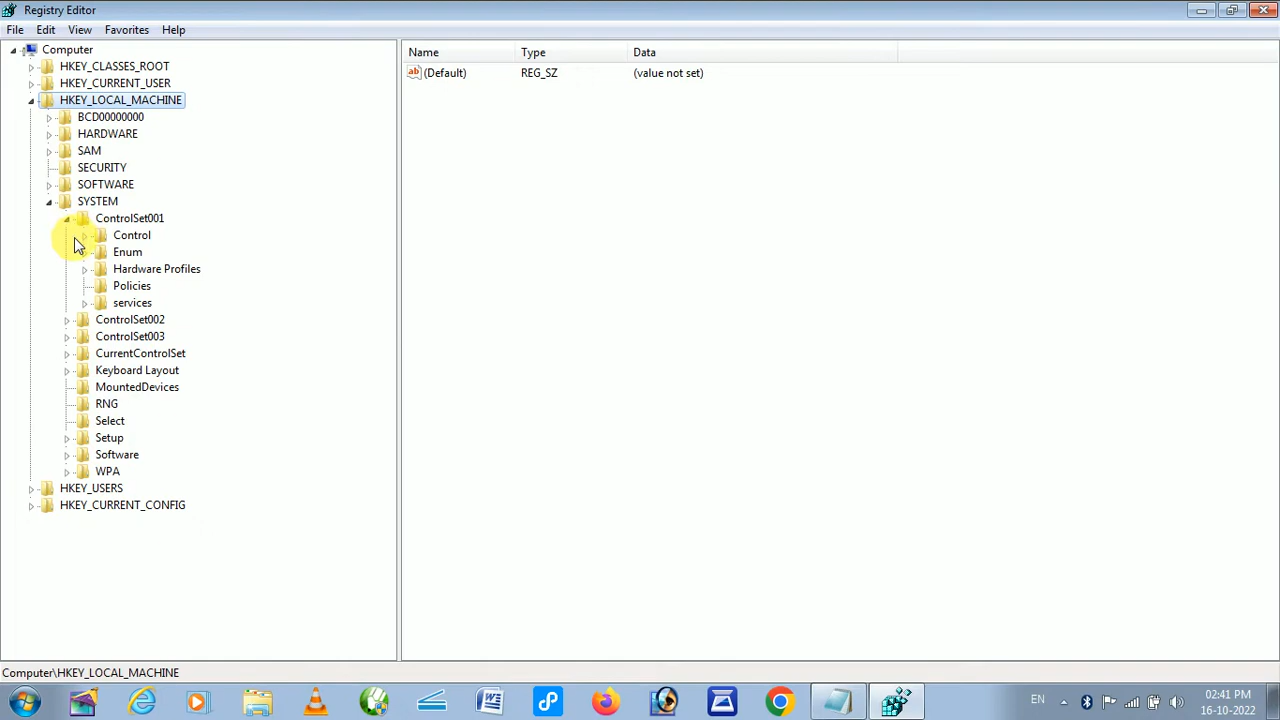 Registry Editor
File Edit View Favorites Help
Computer
HKEY_CLASSES_ROOT
HKEY_CURRENT_USER
HKEY_LOCAL_MACHINE
BCD00000000
HARDWARE
SAM
SECURITY
SOFTWARE
SYSTEM
ControlSet001
Control
Enum
Hardware Profiles
Policies
services
ControlSet002
ControlSet003
CurrentControlSet
Keyboard Layout
MountedDevices
RNG
Select
Setup
Software
WPA
HKEY_USERS
HKEY_CURRENT_CONFIG
Name Type Data
ab (Default) REG_SZ (value not set)
Computer\HKEY_LOCAL_MACHINE
EN
02:41 PM
16-10-2022